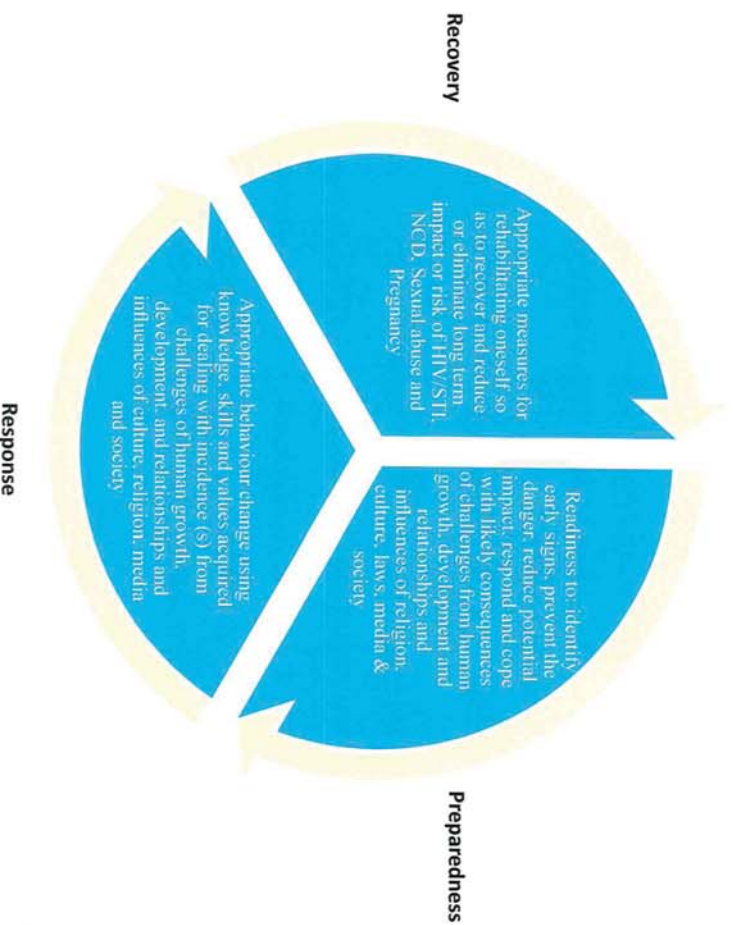 Recovery
Appropriate measures for
rehabilitating oneself so
as to recover and reduce
or eliminate long term
impact or risk of HIV/STI,
NCD, Sexual abuse and
Pregnancy
Readiness to: identify
early signs, prevent the
danger, reduce potential
impact, respond and cope
with likely consequences
of challenges from human
growth, development and
relationships and
influences of religion,
culture, laws, media &
society
Preparedness
Appropriate behaviour change using
knowledge, skills and values acquired
for dealing with incidence (s) from
challenges of human growth,
development, and relationships and
influences of culture, religion, media
and society
Response